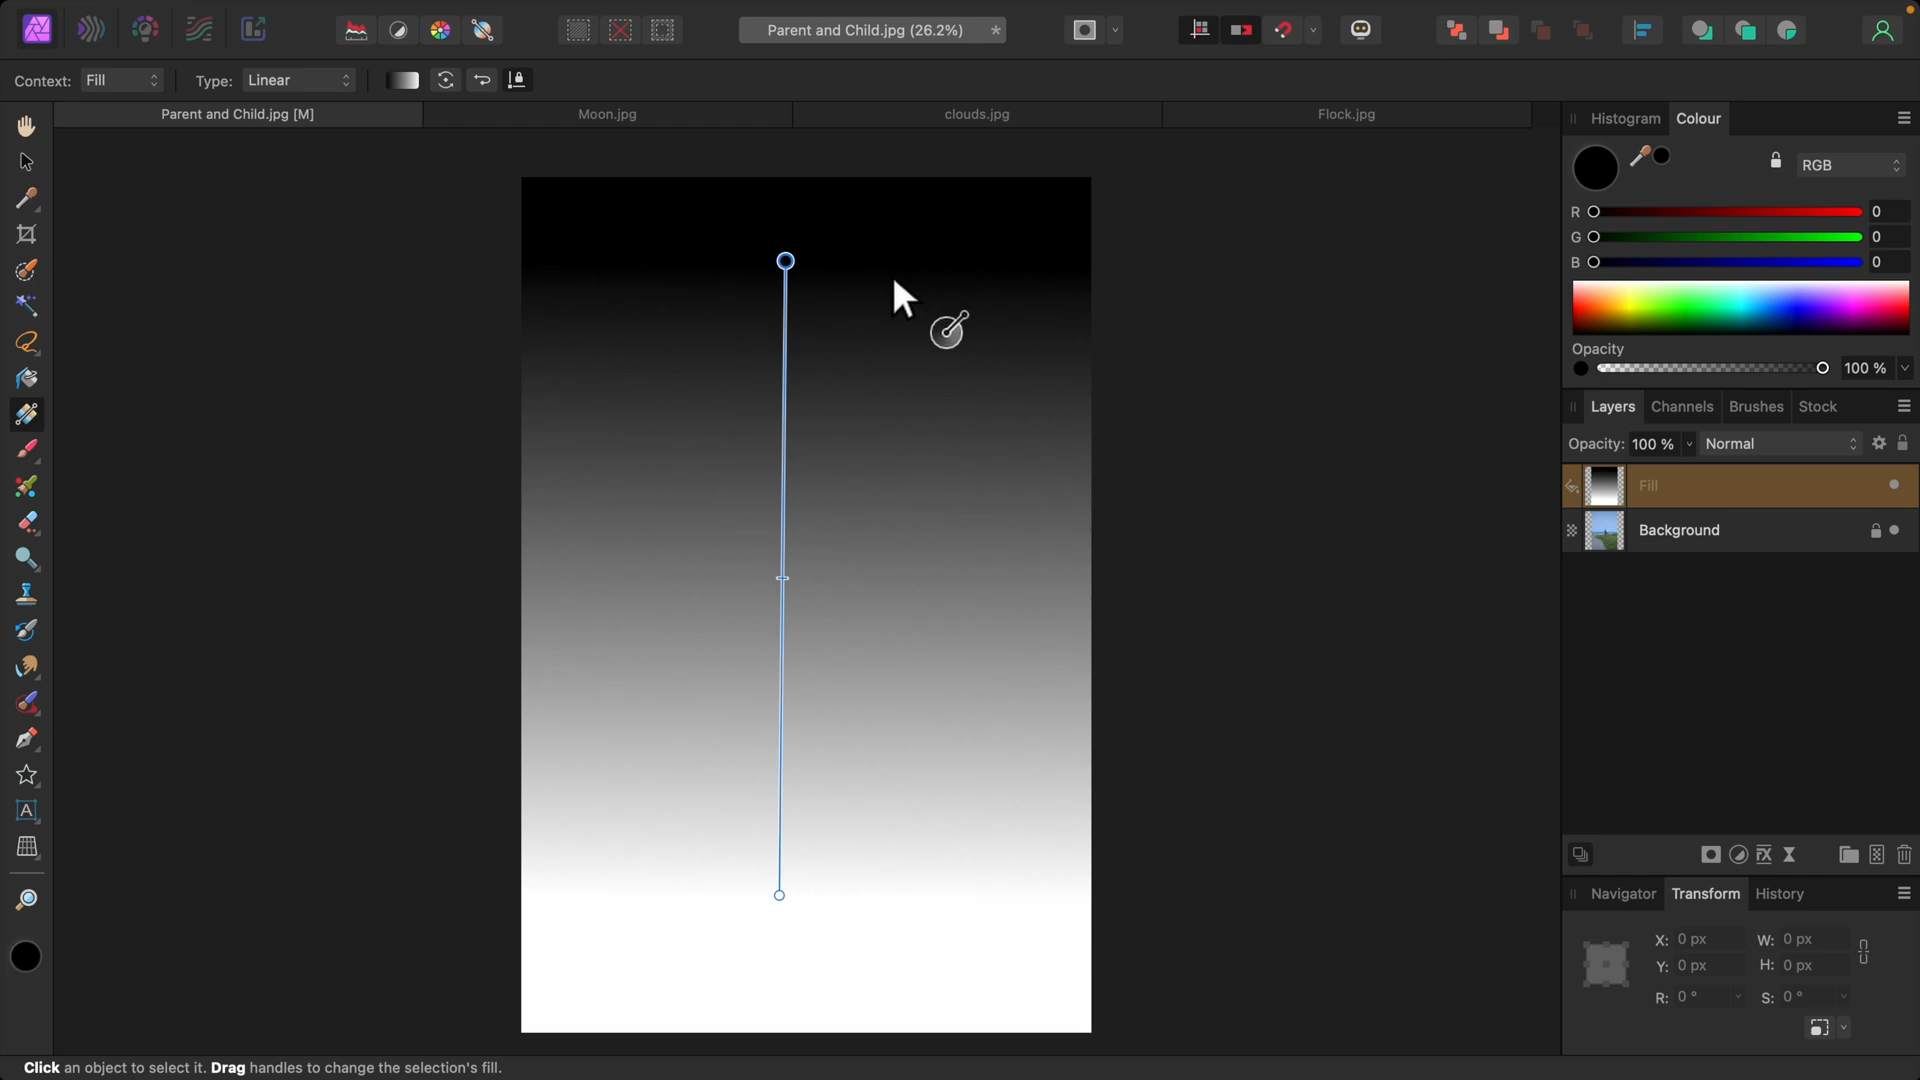 Parent and Child.jpg (26.2%) *
Context: Fill Type: Linear
Parent and Child.jpg [M] Moon.jpg clouds.jpg Flock.jpg
Histogram Colour
RGB
R 0
G 0
B 0
Opacity
100 %
Layers Channels Brushes Stock
Opacity: 100 % Normal
Fill
Background
FX
Navigator Transform History
X: 0 px W: 0 px
Y: 0 px H: 0 px
R: 0 ° S: 0 °
A
Click an object to select it. Drag handles to change the selection's fill.